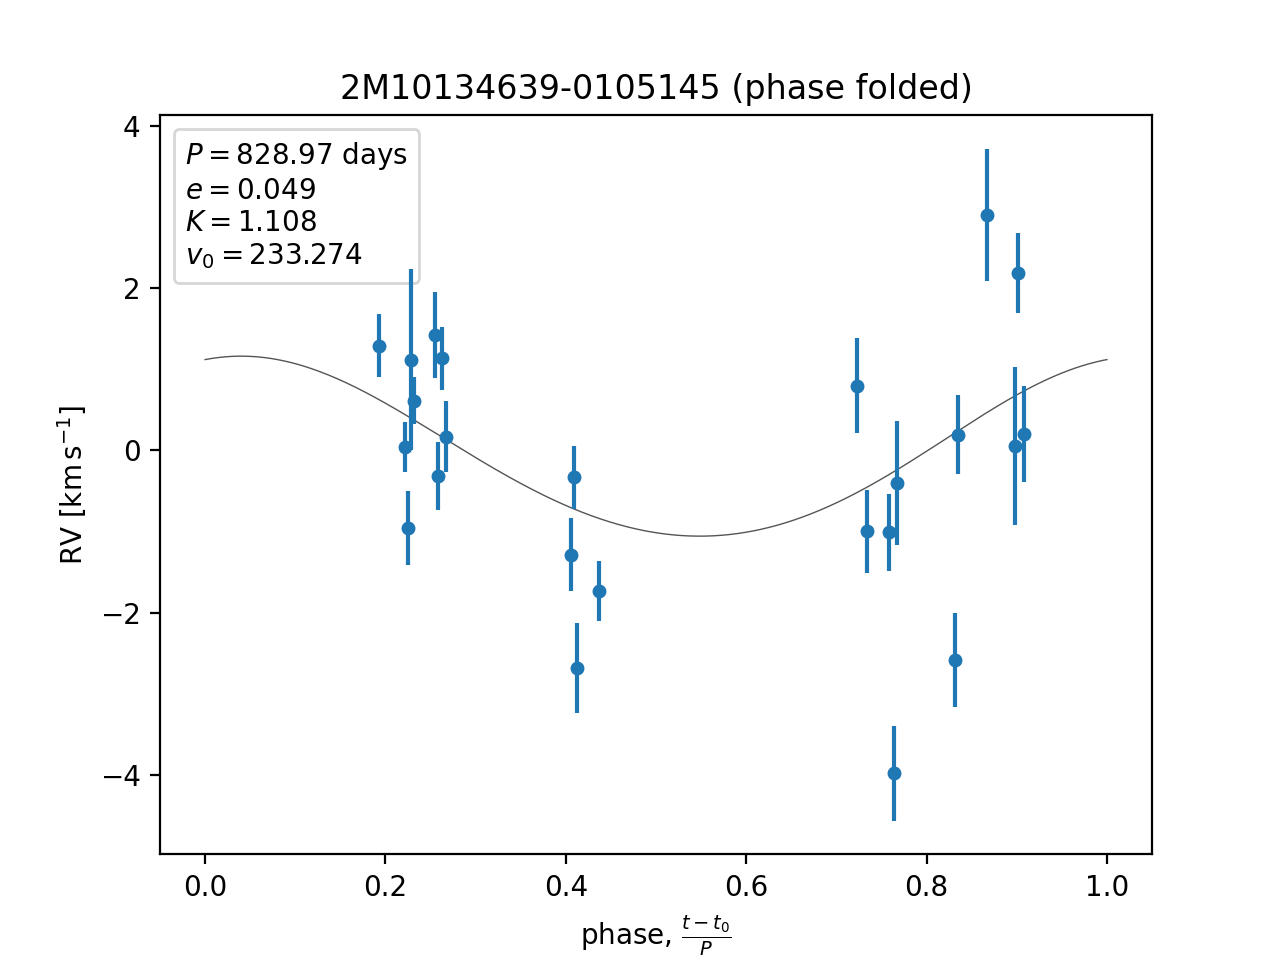 2M10134639-0105145 (phase folded)
P = 828.97 days
e = 0.049
K = 1.108
v₀ = 233.274
4
2
0
−2
−4
RV [km s⁻¹]
0.0 0.2 0.4 0.6 0.8 1.0
phase, (t − t₀)/P